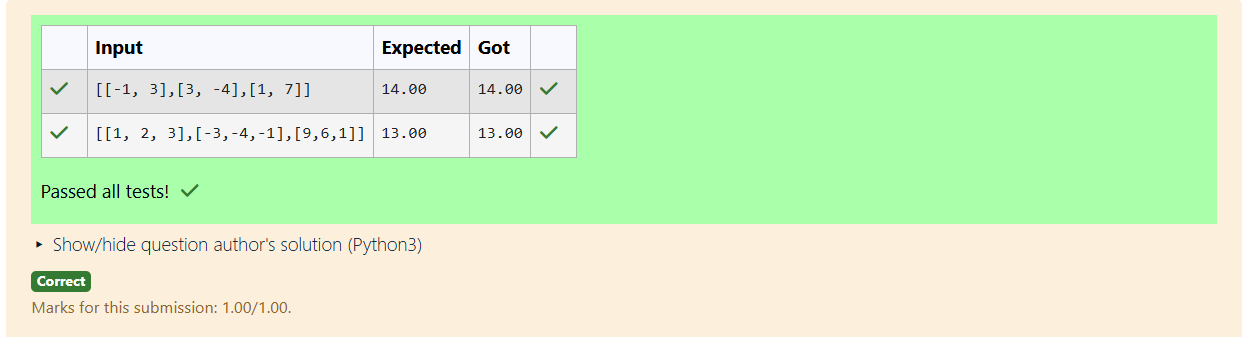 Input Expected Got
[[-1, 3],[3, -4],[1, 7]] 14.00 14.00
[[1, 2, 3],[-3,-4,-1],[9,6,1]] 13.00 13.00
Passed all tests!
Show/hide question author's solution (Python3)
Correct
Marks for this submission: 1.00/1.00.